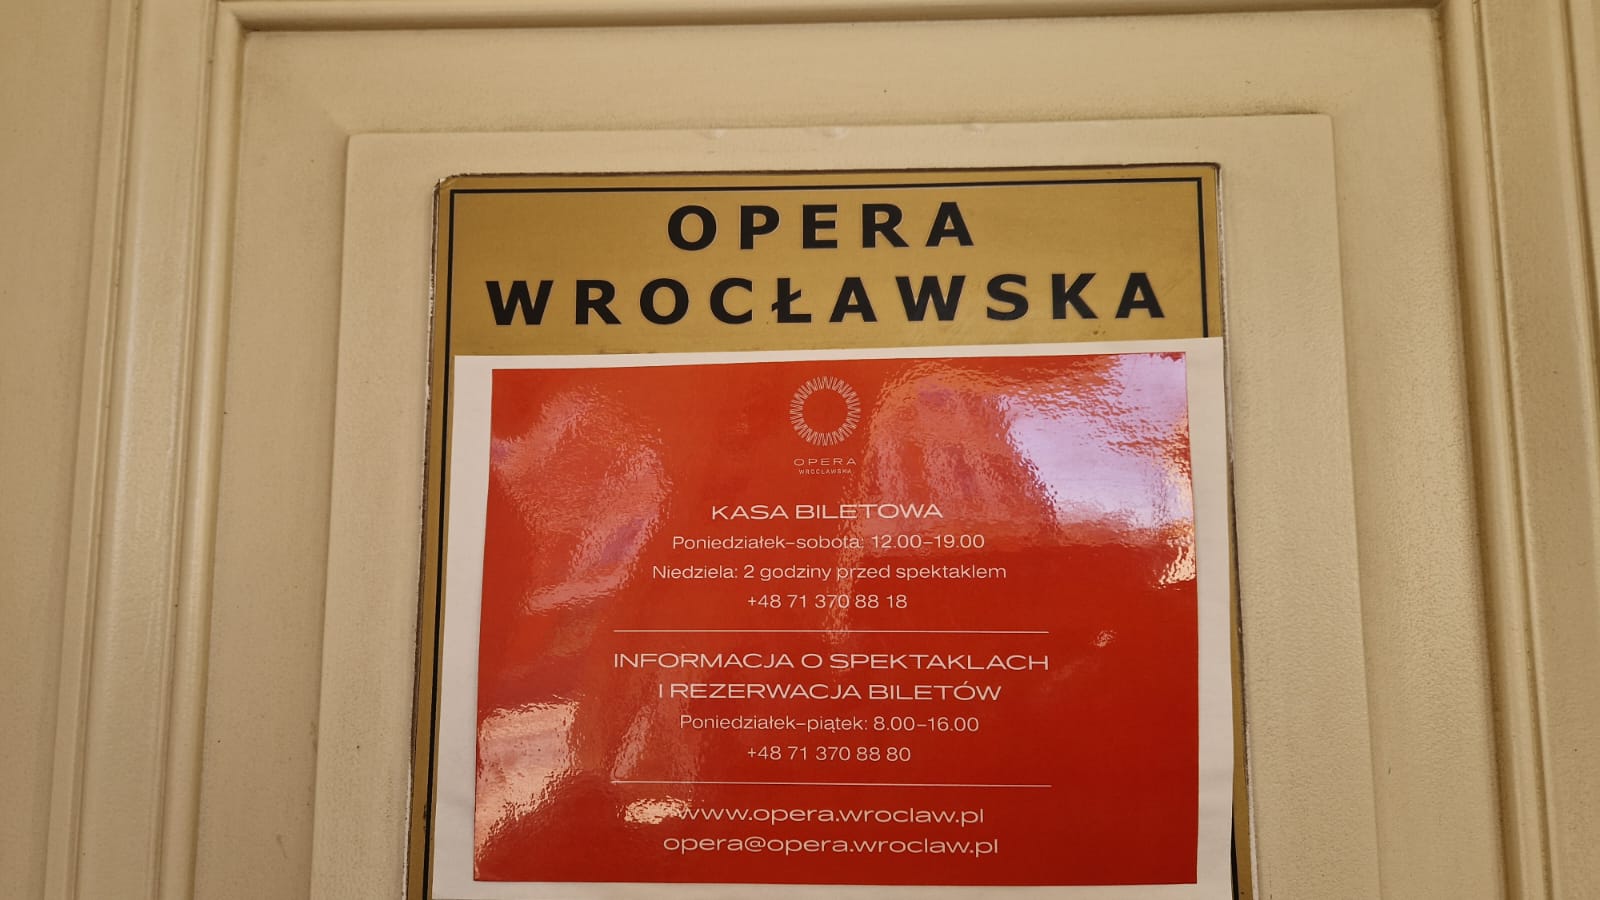 OPERA
WROCŁAWSKA
OPERA
WROCŁAWSKA
KASA BILETOWA
Poniedziałek–sobota: 12.00–19.00
Niedziela: 2 godziny przed spektaklem
+48 71 370 88 18
INFORMACJA O SPEKTAKLACH
I REZERWACJA BILETÓW
Poniedziałek–piątek: 8.00–16.00
+48 71 370 88 80
www.opera.wroclaw.pl
opera@opera.wroclaw.pl